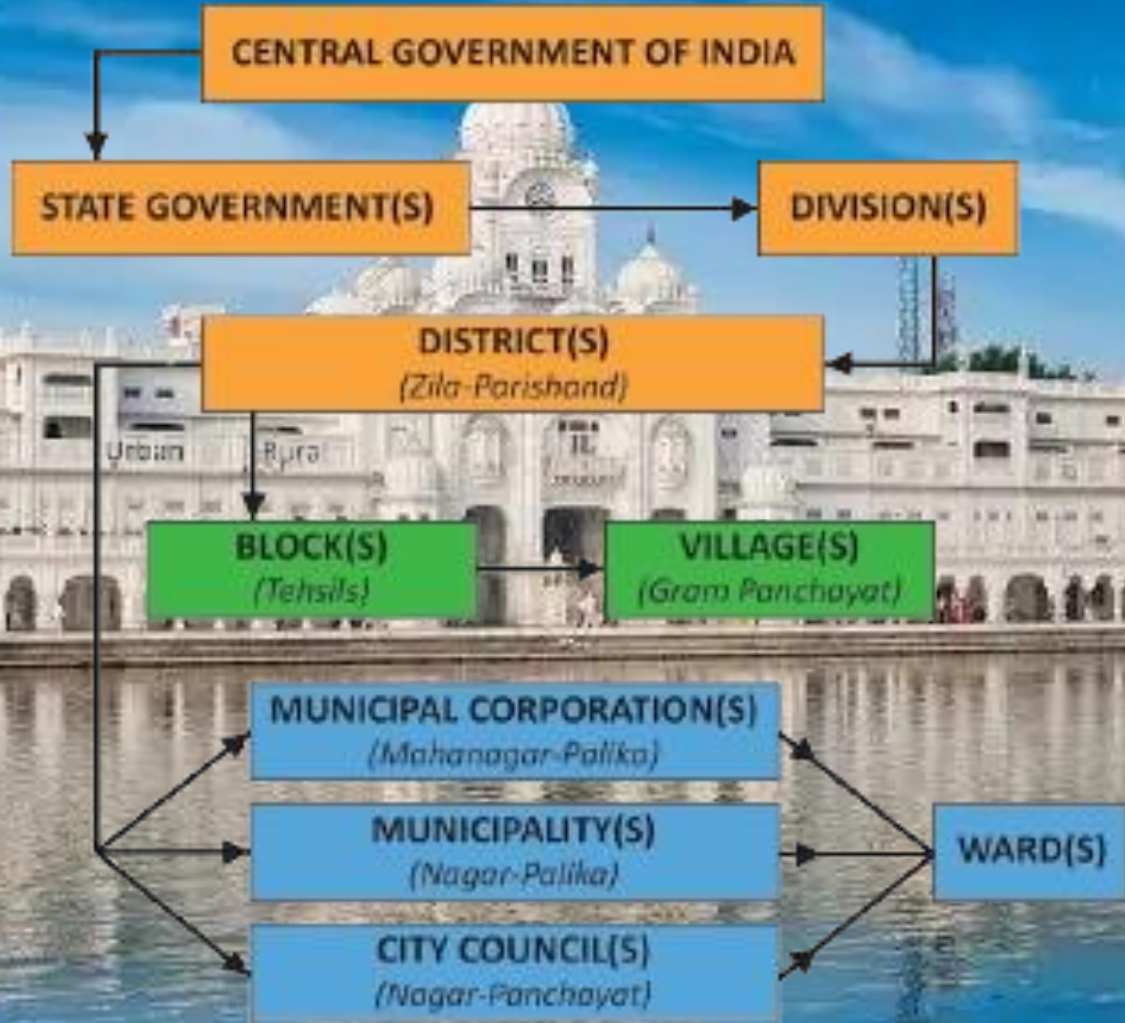 CENTRAL GOVERNMENT OF INDIA
STATE GOVERNMENT(S)
DIVISION(S)
DISTRICT(S)
(Zila-Parishand)
Urban
Rural
BLOCK(S)
(Tehsils)
VILLAGE(S)
(Gram Panchayat)
MUNICIPAL CORPORATION(S)
(Mahanagar-Palika)
MUNICIPALITY(S)
(Nagar-Palika)
WARD(S)
CITY COUNCIL(S)
(Nagar-Panchayat)